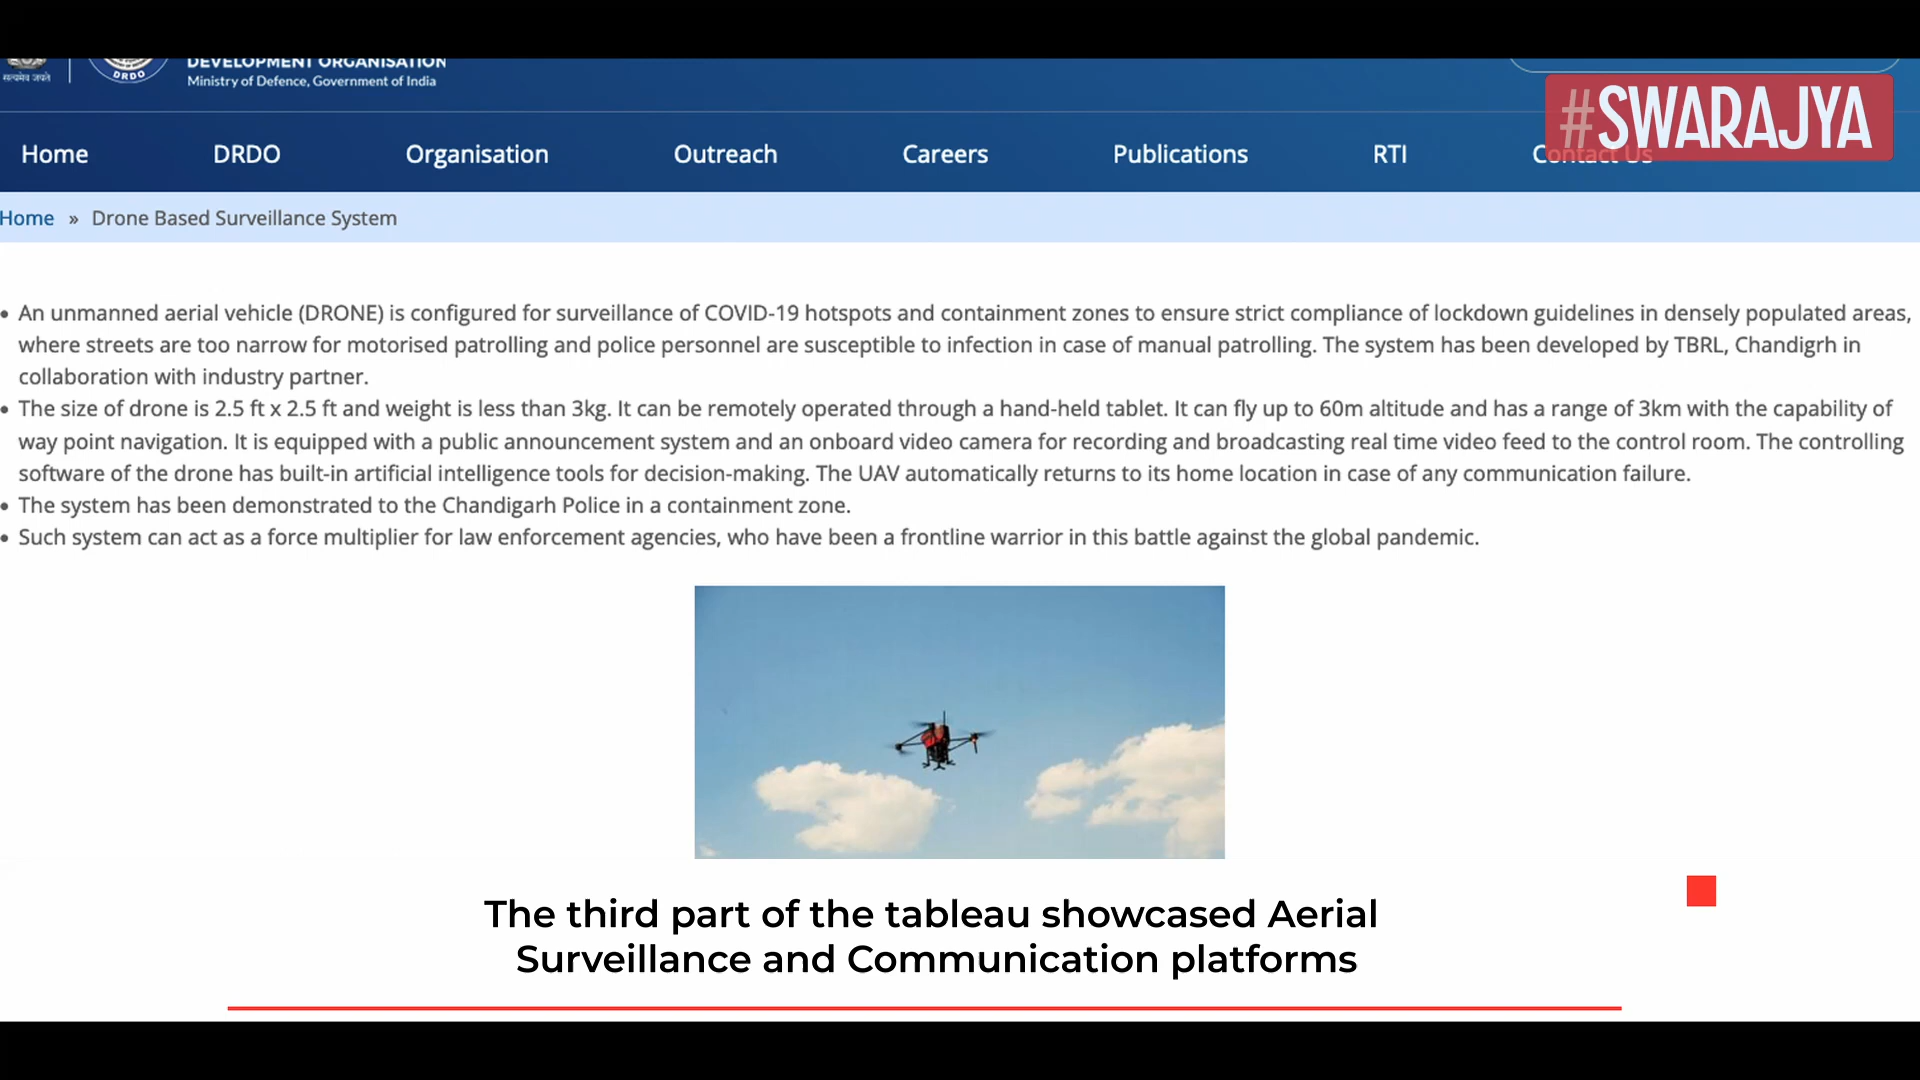 DEVELOPMENT ORGANISATION
सत्यमेव जयते
DRDO
Ministry of Defence, Government of India
#SWARAJYA
Home DRDO Organisation Outreach Careers Publications RTI Contact Us
Home » Drone Based Surveillance System
• An unmanned aerial vehicle (DRONE) is configured for surveillance of COVID-19 hotspots and containment zones to ensure strict compliance of lockdown guidelines in densely populated areas,
where streets are too narrow for motorised patrolling and police personnel are susceptible to infection in case of manual patrolling. The system has been developed by TBRL, Chandigrh in
collaboration with industry partner.
• The size of drone is 2.5 ft x 2.5 ft and weight is less than 3kg. It can be remotely operated through a hand-held tablet. It can fly up to 60m altitude and has a range of 3km with the capability of
way point navigation. It is equipped with a public announcement system and an onboard video camera for recording and broadcasting real time video feed to the control room. The controlling
software of the drone has built-in artificial intelligence tools for decision-making. The UAV automatically returns to its home location in case of any communication failure.
• The system has been demonstrated to the Chandigarh Police in a containment zone.
• Such system can act as a force multiplier for law enforcement agencies, who have been a frontline warrior in this battle against the global pandemic.
The third part of the tableau showcased Aerial
Surveillance and Communication platforms